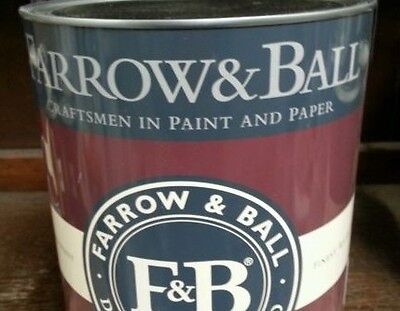 FARROW & BALL
CRAFTSMEN IN PAINT AND PAPER
FARROW & BALL
F&B®